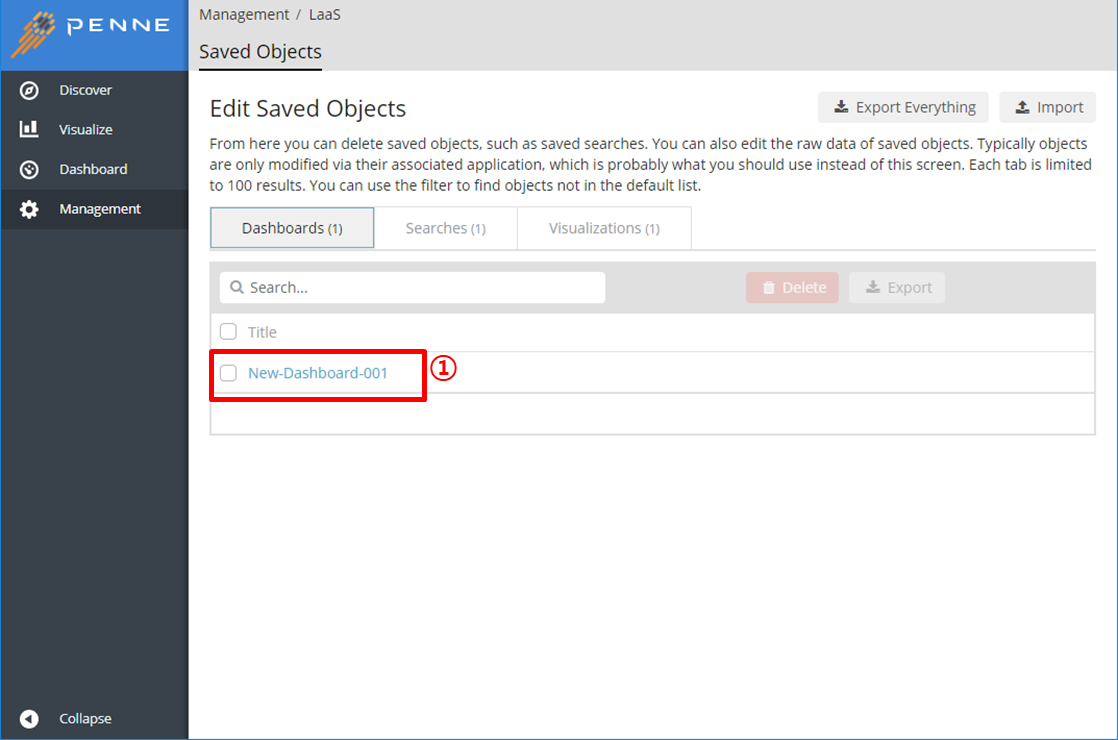 PENNE
Management / LaaS
Saved Objects
Discover
Visualize
Dashboard
Management
Collapse
Edit Saved Objects
Export Everything
Import
From here you can delete saved objects, such as saved searches. You can also edit the raw data of saved objects. Typically objects
are only modified via their associated application, which is probably what you should use instead of this screen. Each tab is limited
to 100 results. You can use the filter to find objects not in the default list.
Dashboards (1) Searches (1) Visualizations (1)
Search...
Delete
Export
Title
New-Dashboard-001 ①